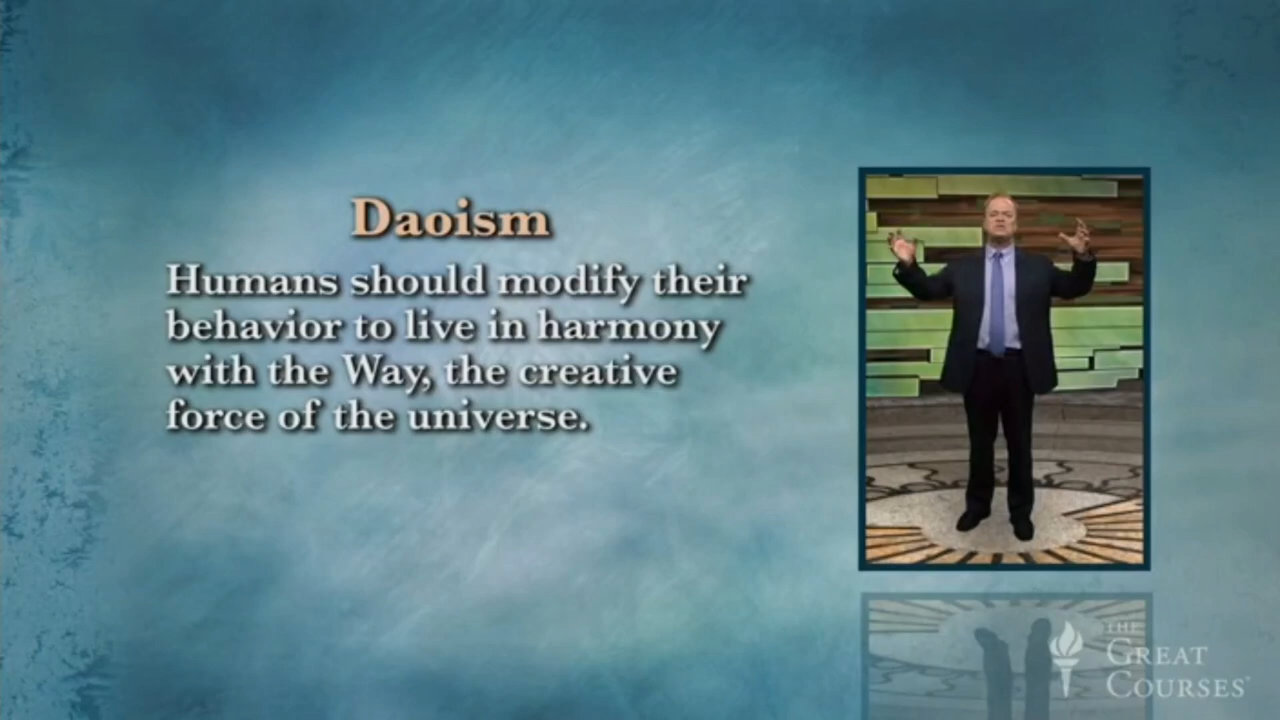 Daoism
Humans should modify their
behavior to live in harmony
with the Way, the creative
force of the universe.
THE
GREAT
COURSES